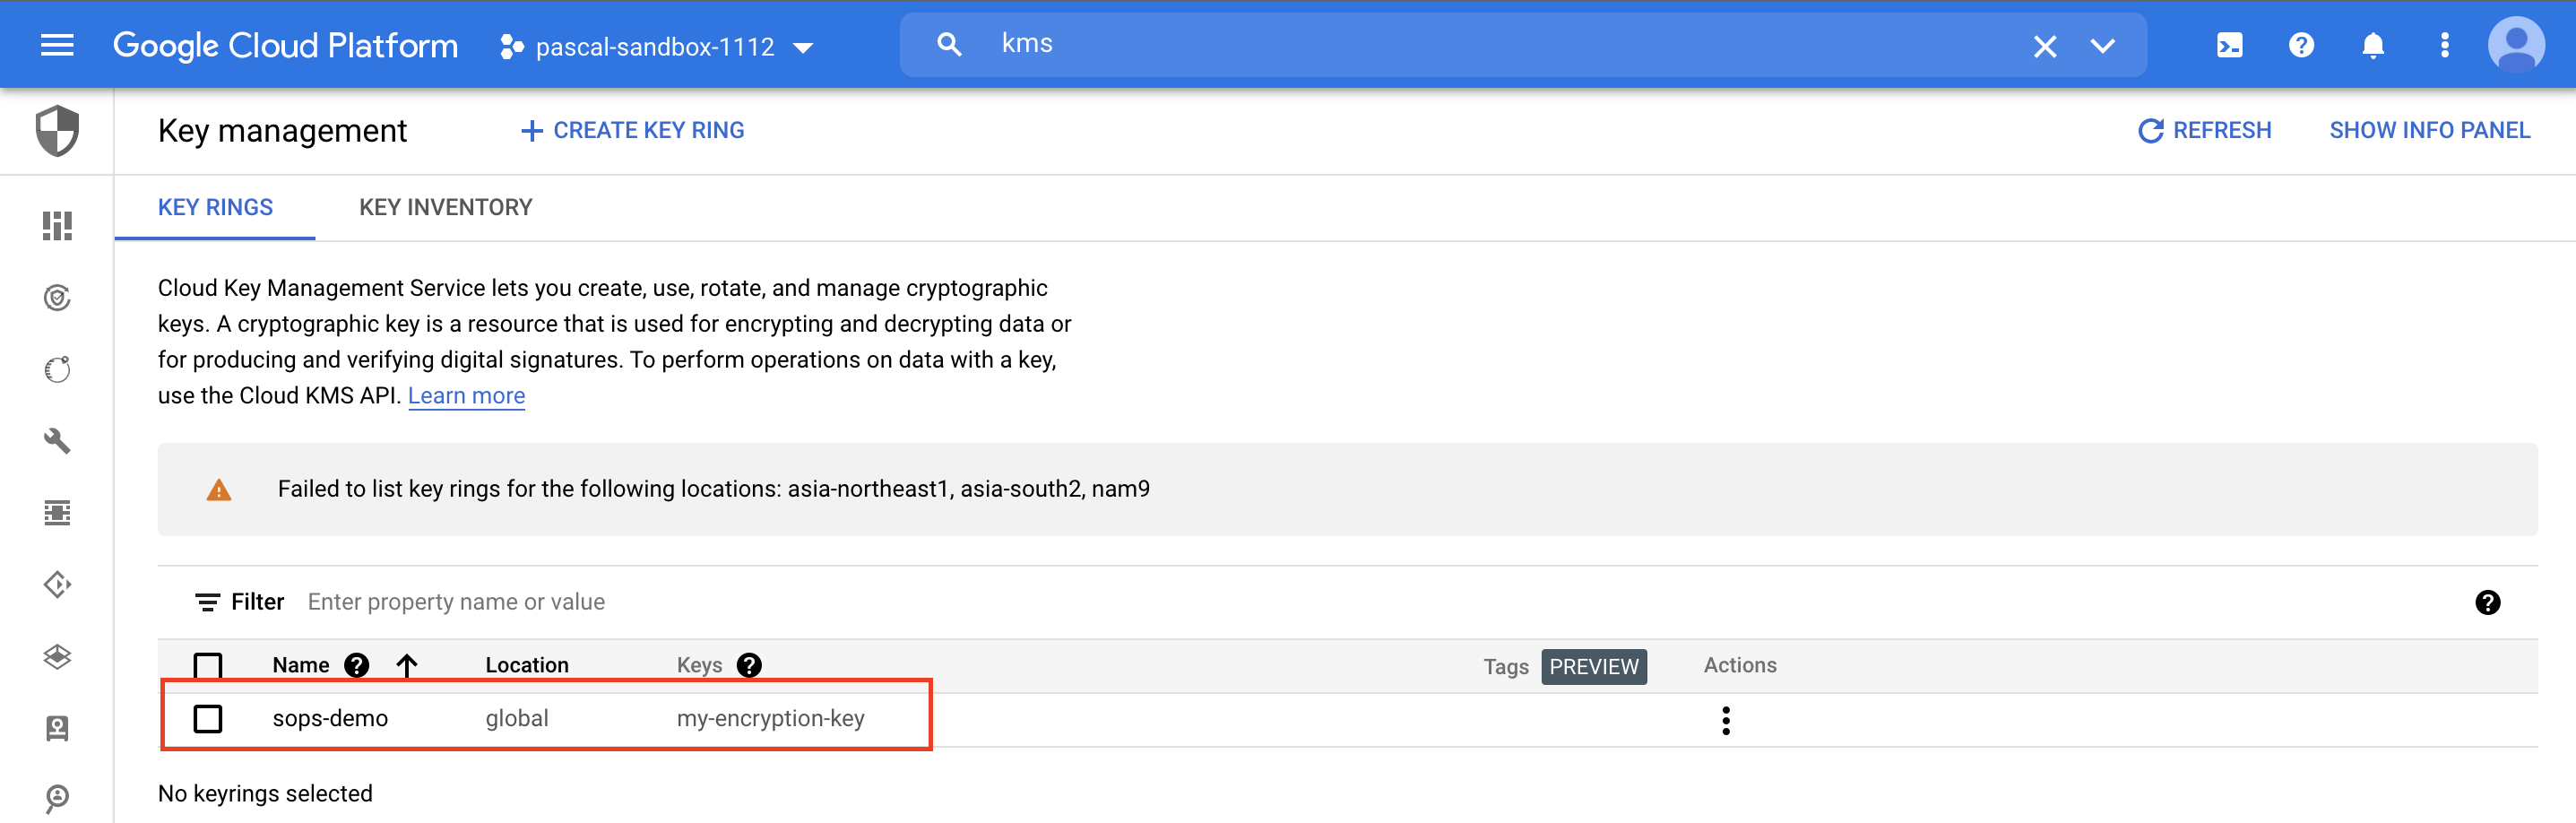 Google Cloud Platform pascal-sandbox-1112 kms
Key management CREATE KEY RING REFRESH SHOW INFO PANEL
KEY RINGS KEY INVENTORY
Cloud Key Management Service lets you create, use, rotate, and manage cryptographic
keys. A cryptographic key is a resource that is used for encrypting and decrypting data or
for producing and verifying digital signatures. To perform operations on data with a key,
use the Cloud KMS API. Learn more
Failed to list key rings for the following locations: asia-northeast1, asia-south2, nam9
Filter Enter property name or value
Name Location Keys Tags PREVIEW Actions
sops-demo global my-encryption-key
No keyrings selected